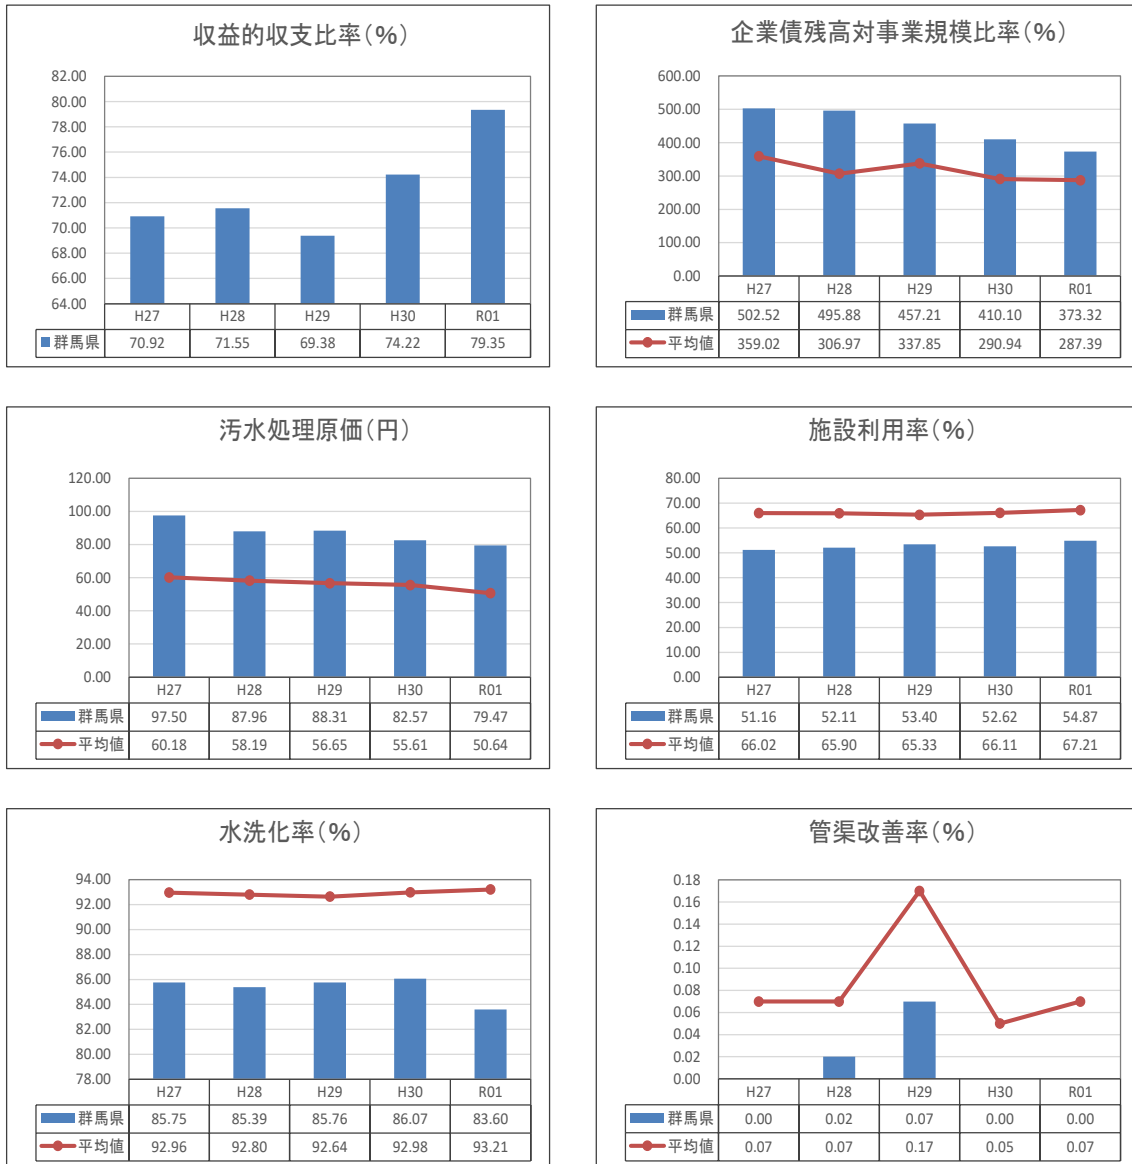 収益的収支比率(%)
82.00
80.00
78.00
76.00
74.00
72.00
70.00
68.00
66.00
64.00
H27 H28 H29 H30 R01
群馬県 70.92 71.55 69.38 74.22 79.35
企業債残高対事業規模比率(%)
600.00
500.00
400.00
300.00
200.00
100.00
0.00
H27 H28 H29 H30 R01
群馬県 502.52 495.88 457.21 410.10 373.32
平均値 359.02 306.97 337.85 290.94 287.39
汚水処理原価(円)
120.00
100.00
80.00
60.00
40.00
20.00
0.00
H27 H28 H29 H30 R01
群馬県 97.50 87.96 88.31 82.57 79.47
平均値 60.18 58.19 56.65 55.61 50.64
施設利用率(%)
80.00
70.00
60.00
50.00
40.00
30.00
20.00
10.00
0.00
H27 H28 H29 H30 R01
群馬県 51.16 52.11 53.40 52.62 54.87
平均値 66.02 65.90 65.33 66.11 67.21
水洗化率(%)
94.00
92.00
90.00
88.00
86.00
84.00
82.00
80.00
78.00
H27 H28 H29 H30 R01
群馬県 85.75 85.39 85.76 86.07 83.60
平均値 92.96 92.80 92.64 92.98 93.21
管渠改善率(%)
0.18
0.16
0.14
0.12
0.10
0.08
0.06
0.04
0.02
0.00
H27 H28 H29 H30 R01
群馬県 0.00 0.02 0.07 0.00 0.00
平均値 0.07 0.07 0.17 0.05 0.07